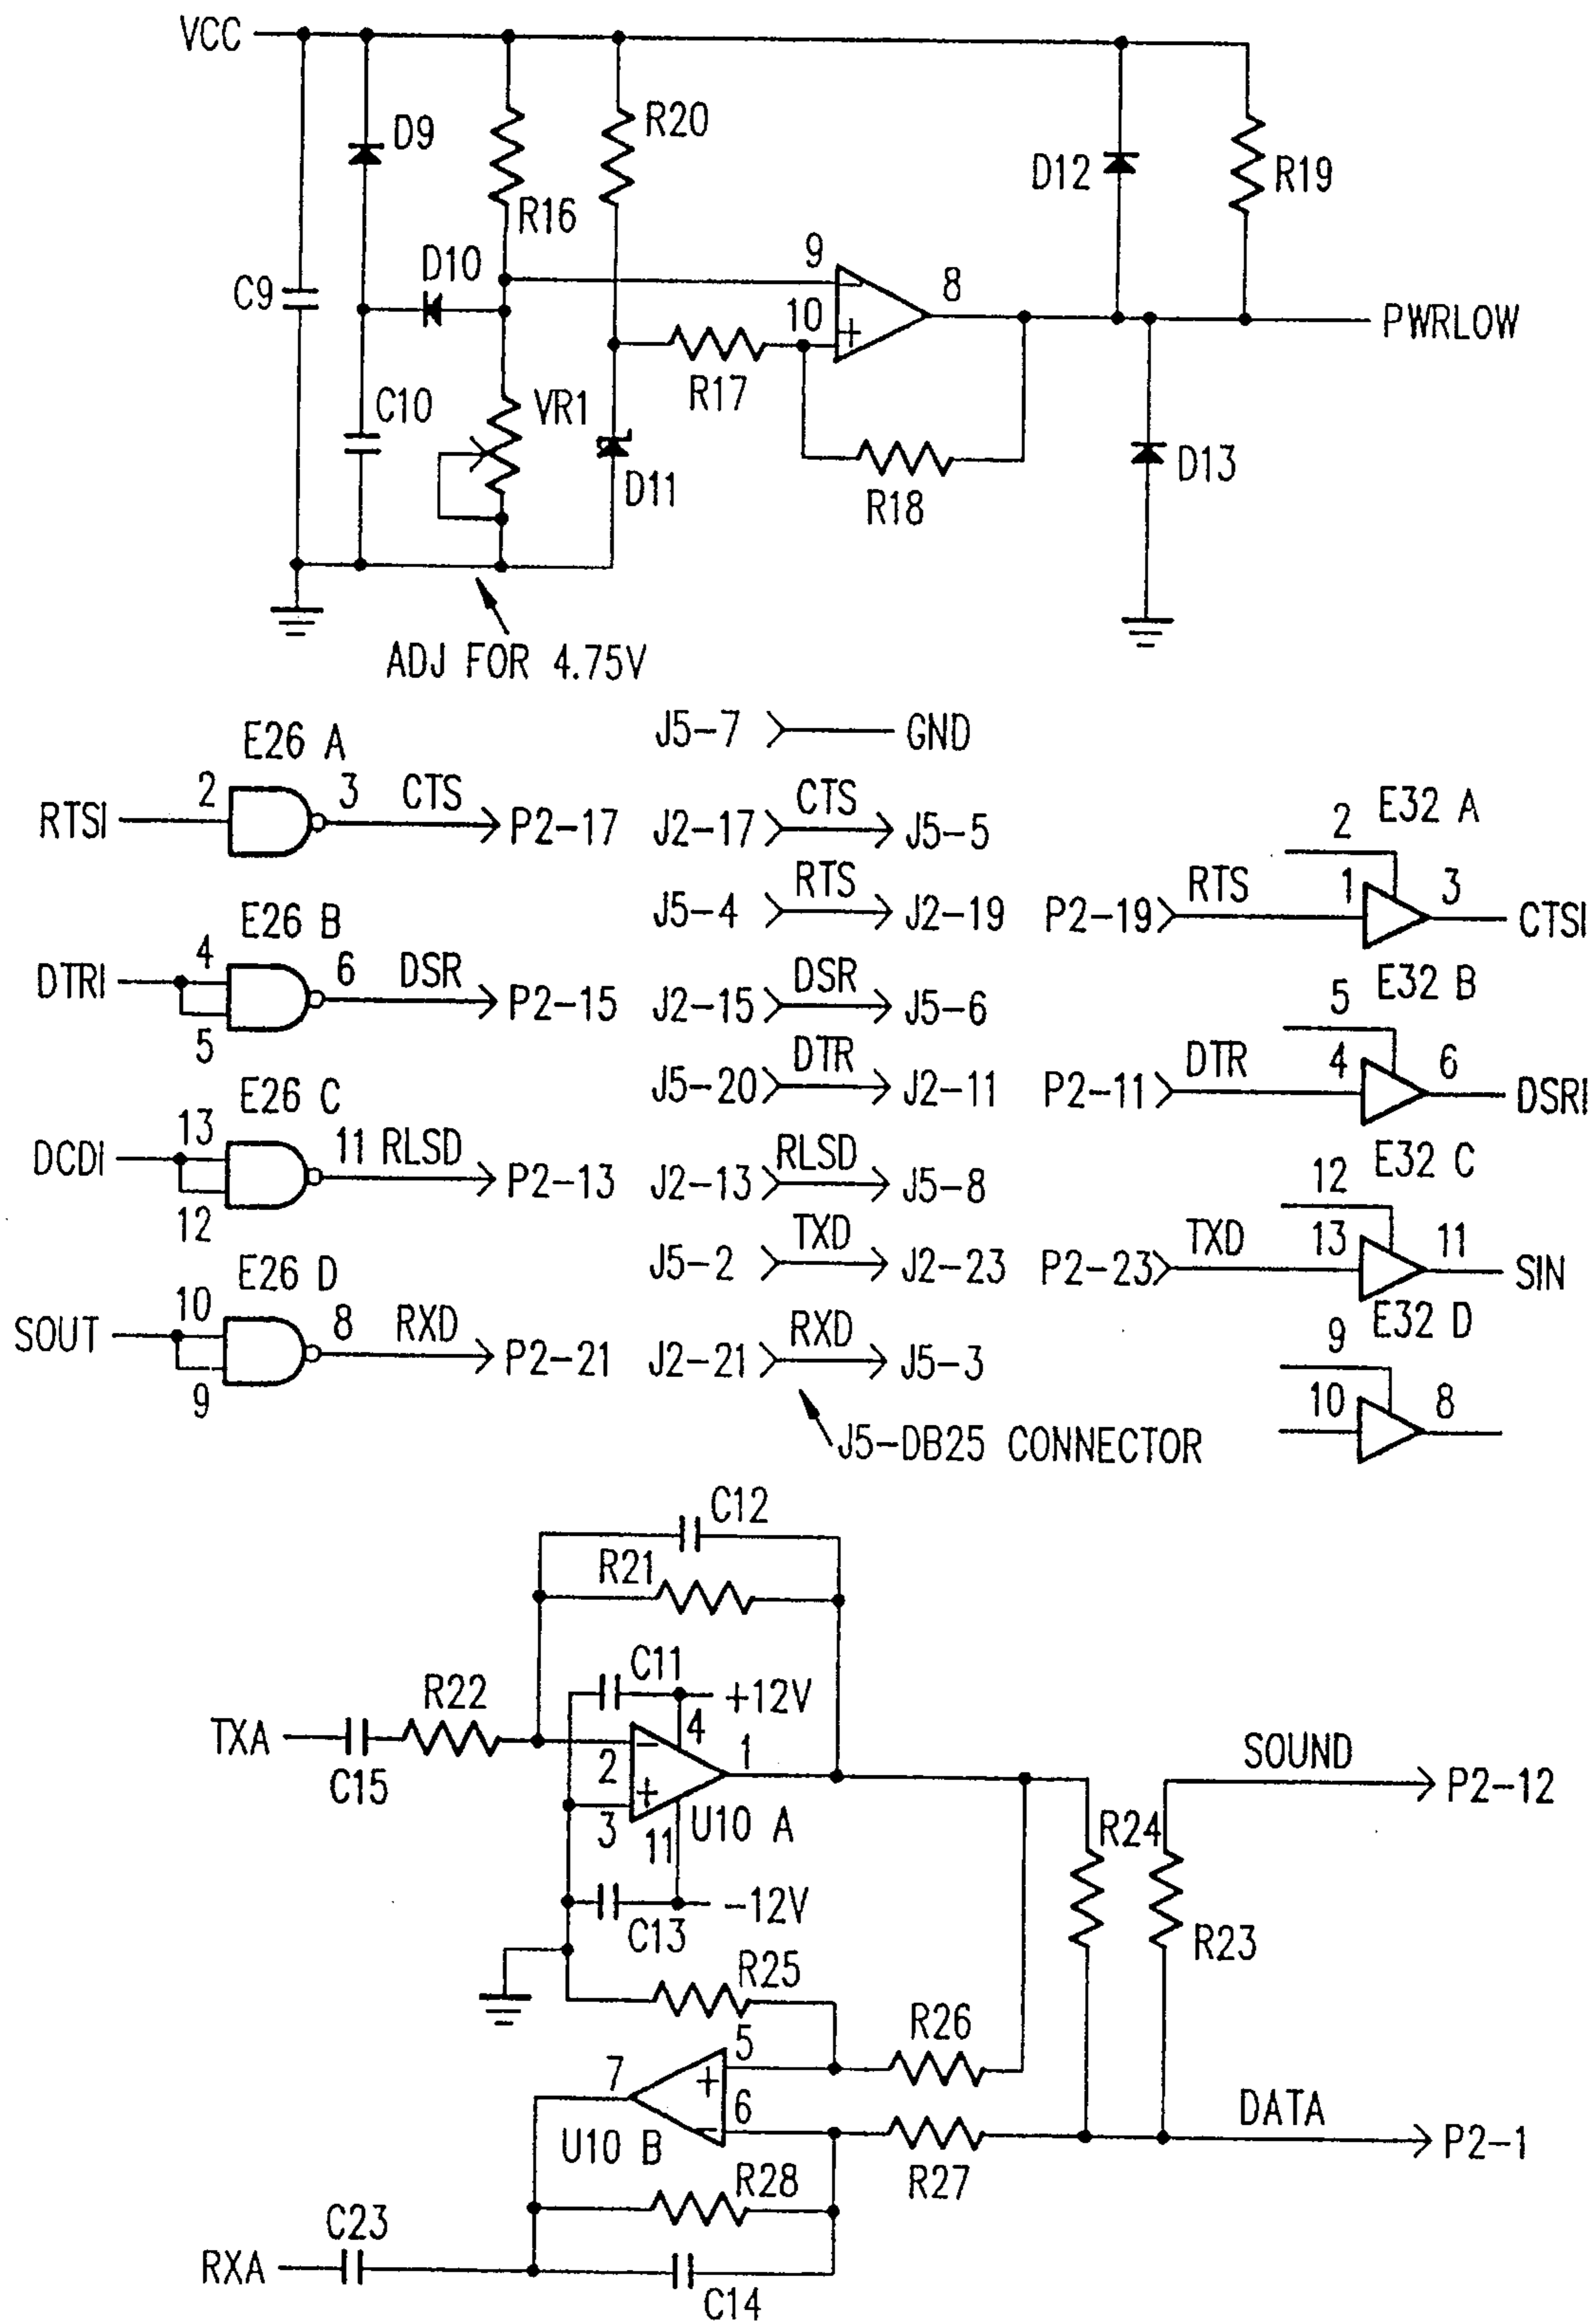 VCC
D9
R20
D12
R19
R16
D10
9
8
C9
10
PWRLOW
−
+
C10
VR1
R17
D11
R18
D13
ADJ FOR 4.75V
J5-7 GND
E26 A
RTSI 2 3 CTS P2-17
J2-17 CTS J5-5
E32 A
2
J5-4 RTS J2-19
P2-19 RTS 1 3 CTSI
E26 B
DTRI 4 6 DSR P2-15
5
J2-15 DSR J5-6
E32 B
5
J5-20 DTR J2-11
P2-11 DTR 4 6 DSRI
E26 C
DCDI 13 11 RLSD P2-13
12
J2-13 RLSD J5-8
E32 C
12
J5-2 TXD J2-23
P2-23 TXD 13 11 SIN
E26 D
SOUT 10 8 RXD P2-21
9
J2-21 RXD J5-3
E32 D
9
10 8
J5-DB25 CONNECTOR
C12
R21
C11
+12V
R22
4
TXA
−
1
C15
2
+
3
11
U10 A
SOUND
P2-12
R24
C13
-12V
R23
R25
R26
5
7
+
6
−
DATA
P2-1
U10 B
R27
R28
C23
RXA
C14